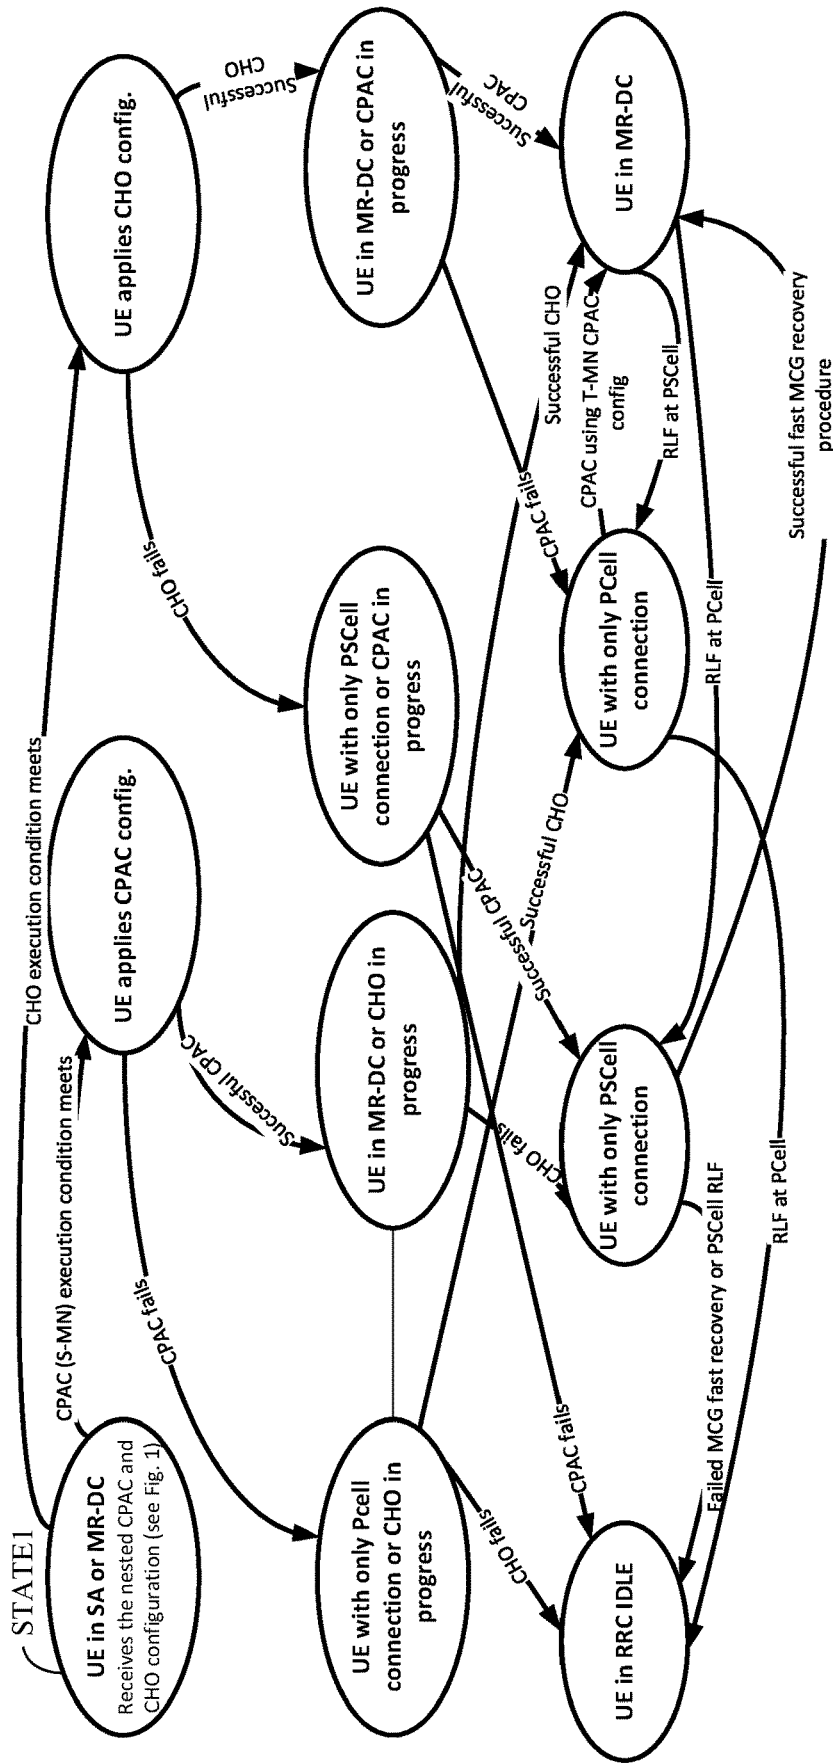 STATE1
UE in SA or MR-DC
Receives the nested CPAC and
CHO configuration (see Fig. 1)
CHO execution condition meets
CPAC (S-MN) execution condition meets
UE applies CPAC config.
UE applies CHO config.
CPAC fails
Successful CPAC
CHO fails
Successful
CHO
UE with only Pcell
connection or CHO in
progress
UE in MR-DC or CHO in
progress
UE with only PSCell
connection or CPAC in
progress
UE in MR-DC or CPAC in
progress
CHO fails
CPAC fails
CHO fails
Successful CPAC
Successful CHO
CPAC fails
Successful CHO
Successful
CPAC
CPAC using T-MN CPAC
config
RLF at PSCell
UE in RRC IDLE
UE with only PSCell
connection
UE with only PCell
connection
UE in MR-DC
Failed MCG fast recovery or PSCell RLF
RLF at PCell
RLF at PCell
Successful fast MCG recovery
procedure